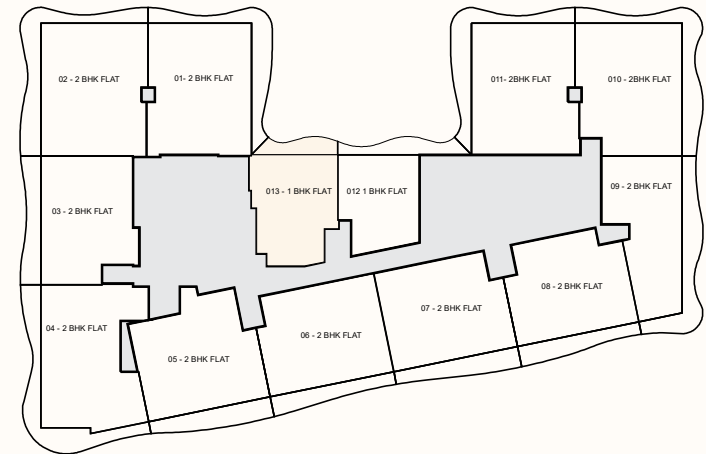 02 - 2 BHK FLAT
01- 2 BHK FLAT
011- 2BHK FLAT
010 - 2BHK FLAT
03 - 2 BHK FLAT
013 - 1 BHK FLAT
012 1 BHK FLAT
09 - 2 BHK FLAT
04 - 2 BHK FLAT
05 - 2 BHK FLAT
06 - 2 BHK FLAT
07 - 2 BHK FLAT
08 - 2 BHK FLAT